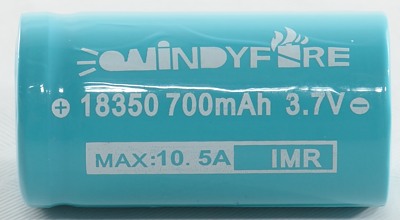 WINDYFIRE
⊕ 18350 700mAh 3.7V ⊖
MAX:10.5A IMR